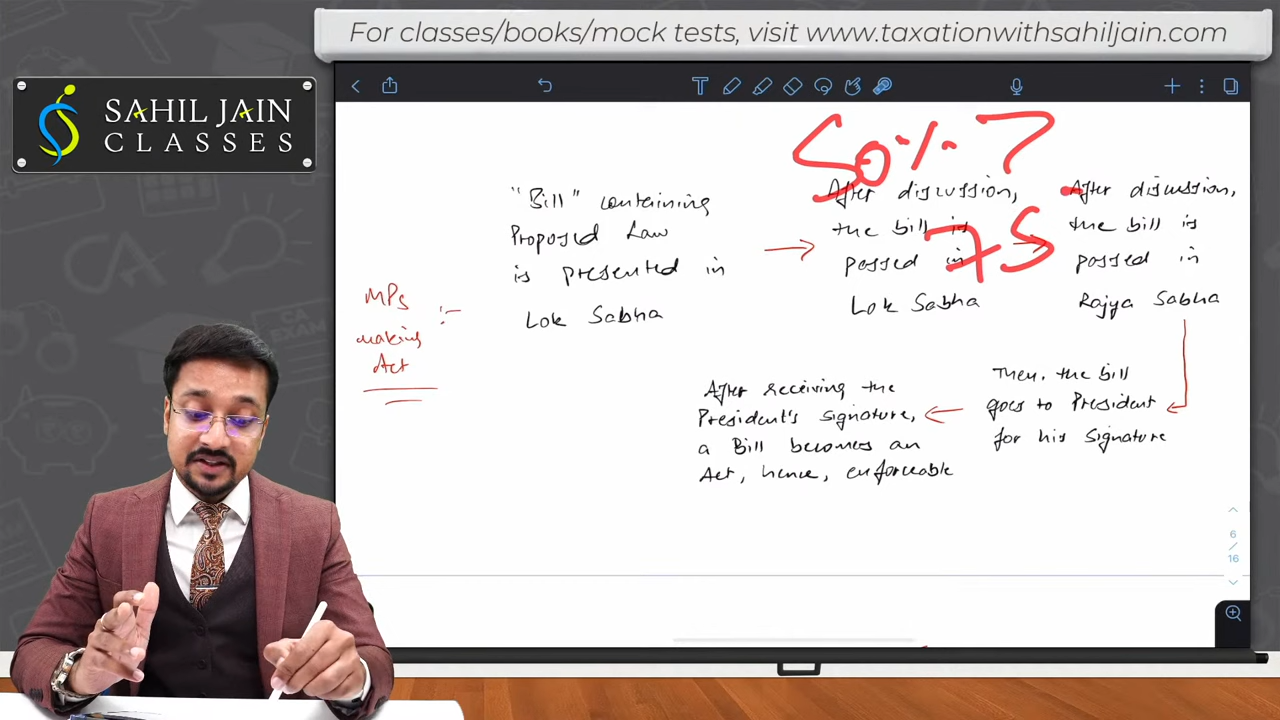 For classes/books/mock tests, visit www.taxationwithsahiljain.com
SAHIL JAIN
CLASSES
50% 7
75
MPs
making
Act
:-
"Bill" containing
Proposed Law
is presented in
Lok Sabha
After discussion,
the bill is
passed in
Lok Sabha
After discussion,
the bill is
passed in
Rajya Sabha
Then, the bill
goes to President
for his Signature
After receiving the
President's signature,
a Bill becomes an
Act, hence, enforceable
6
/
16